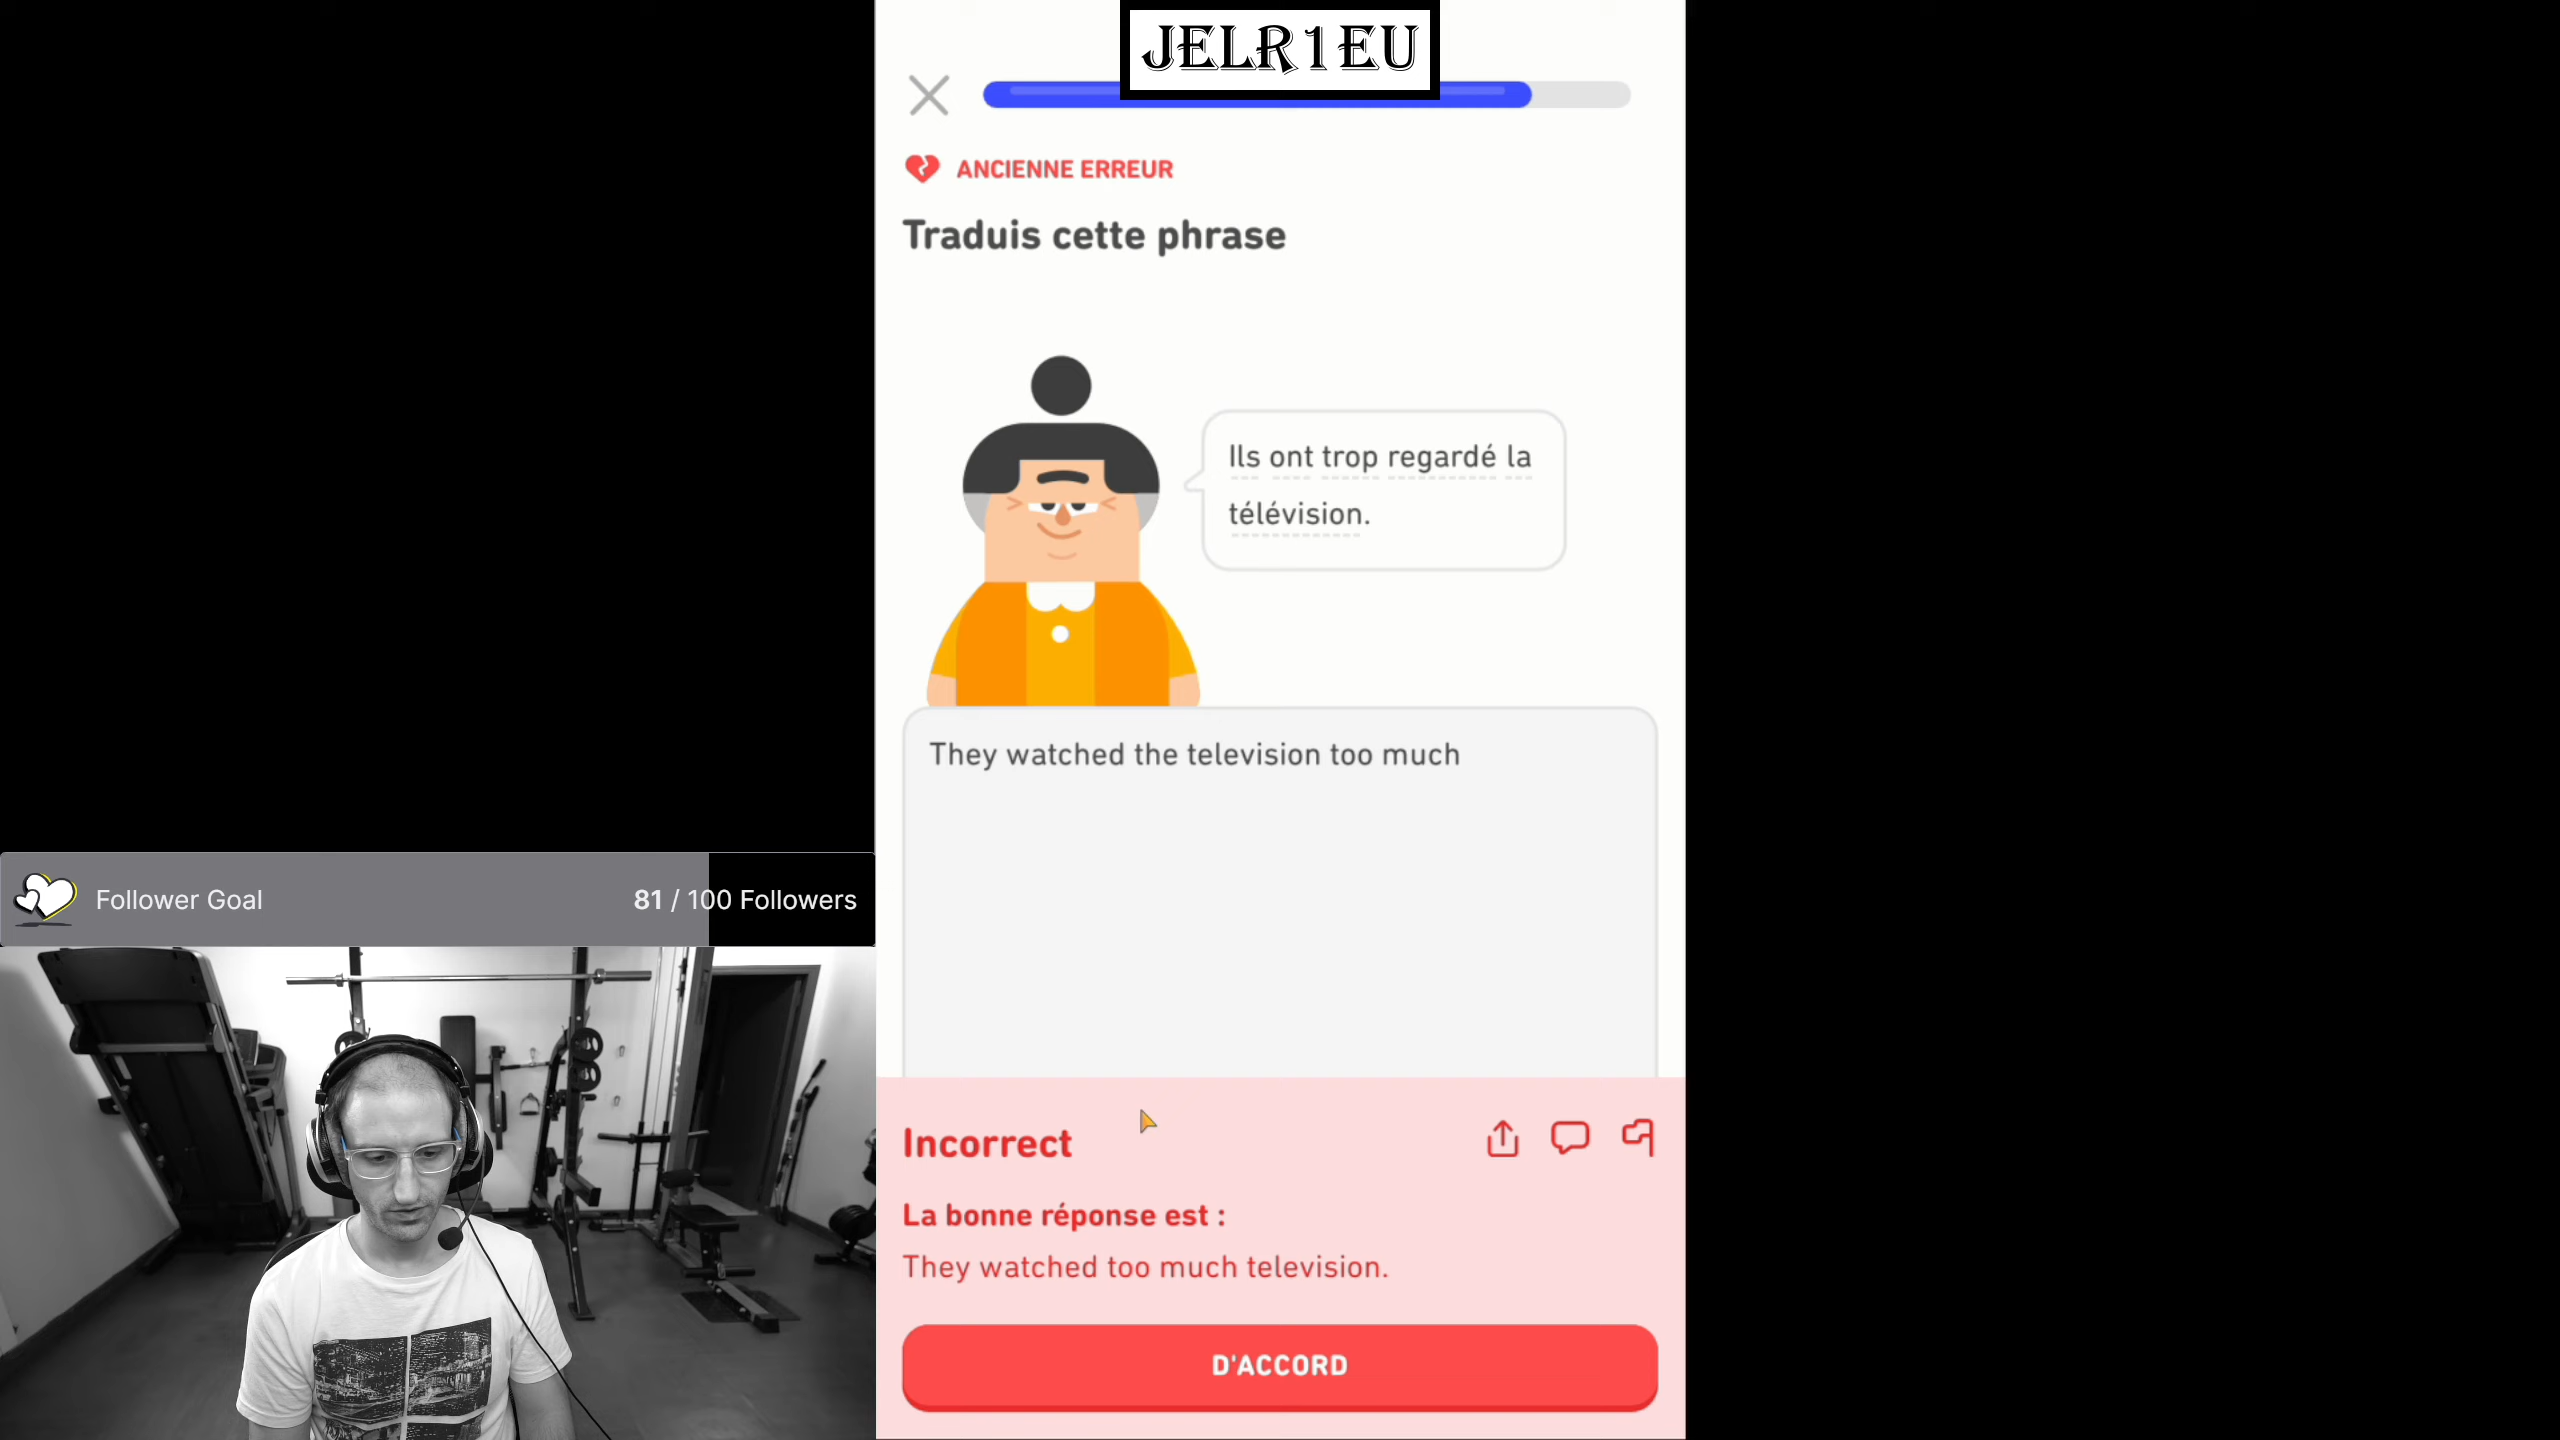 JELR1EU
ANCIENNE ERREUR
Traduis cette phrase
Ils ont trop regardé la
télévision.
They watched the television too much
Follower Goal
81 / 100 Followers
Incorrect
La bonne réponse est :
They watched too much television.
D'ACCORD